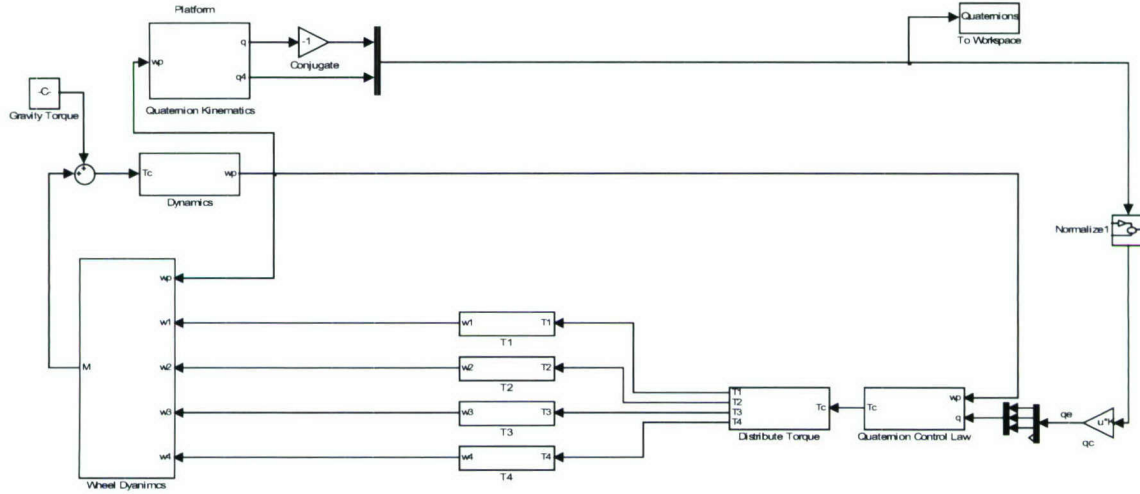 Platform
Quaternions
To Workspace
q
-1
wp
q4
Conjugate
Quaternion Kinematics
-C-
Gravity Torque
+
+
Tc
wp
Dynamics
Normalize1
wp
w1
w1
T1
T1
w2
w2
T2
M
T2
w3
w3
T3
T3
w4
w4
T4
T4
Wheel Dyanimcs
T1
T2
T3
T4
Tc
Distribute Torque
wp
Tc
q
Quaternion Control Law
qe
qc